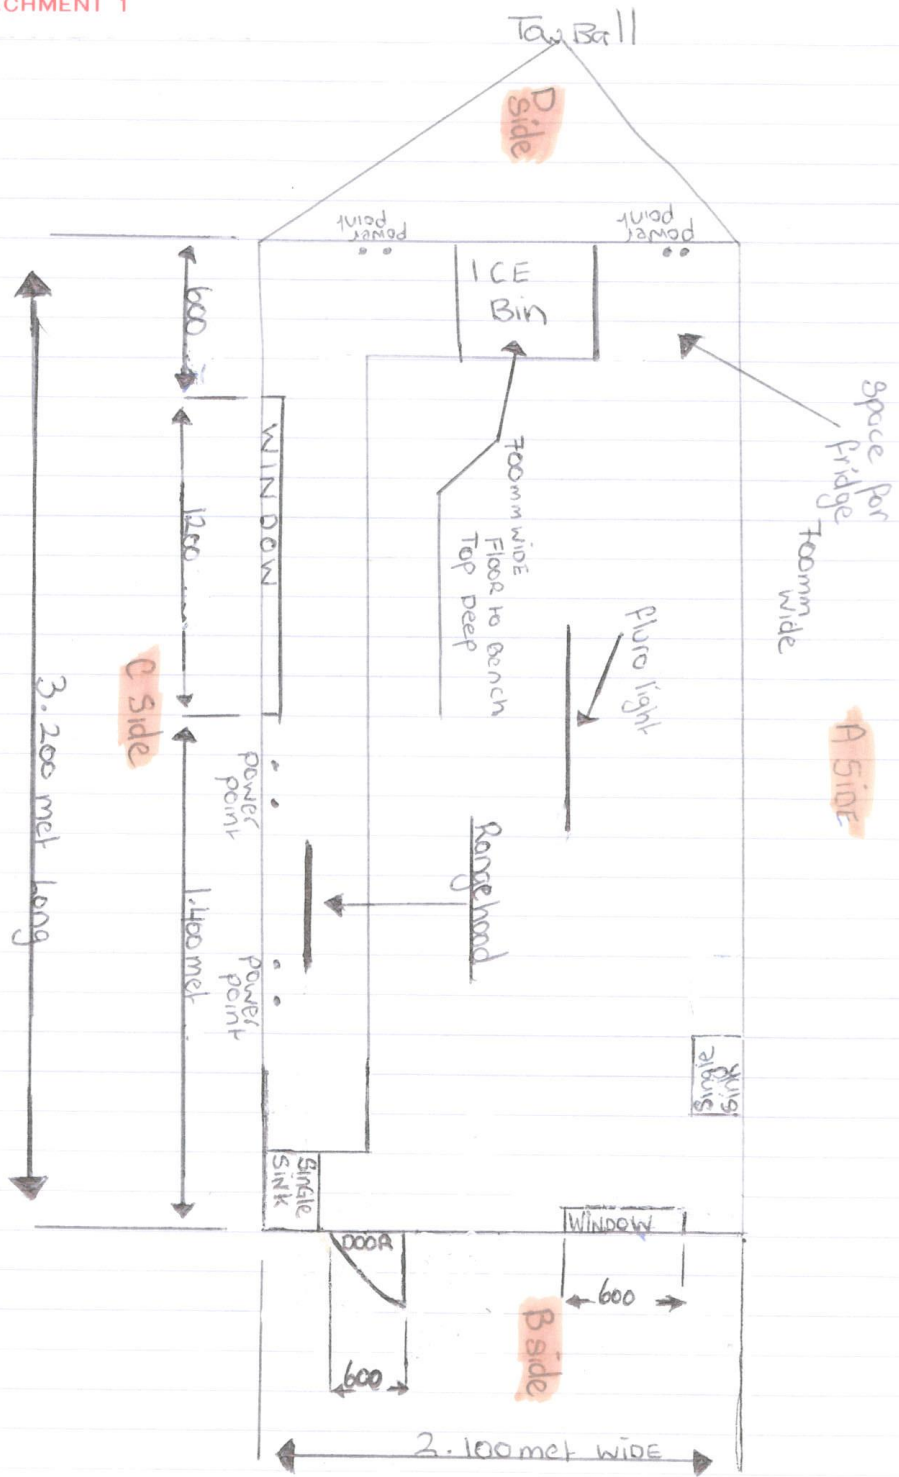 CHMENT 1
Tow Ball
D
side
power
point
power
point
ICE
Bin
600
space for
fridge
700mm
wide
WINDOW
700mm WIDE
FLOOR to Bench
Top Deep
1200
fluro light
A SIDE
C side
3.200 met Long
power
point
Rangehood
1.400 met
power
point
Single
Sink
SINGLE
SINK
WINDOW
DOOR
600
B side
600
2.100 met WIDE